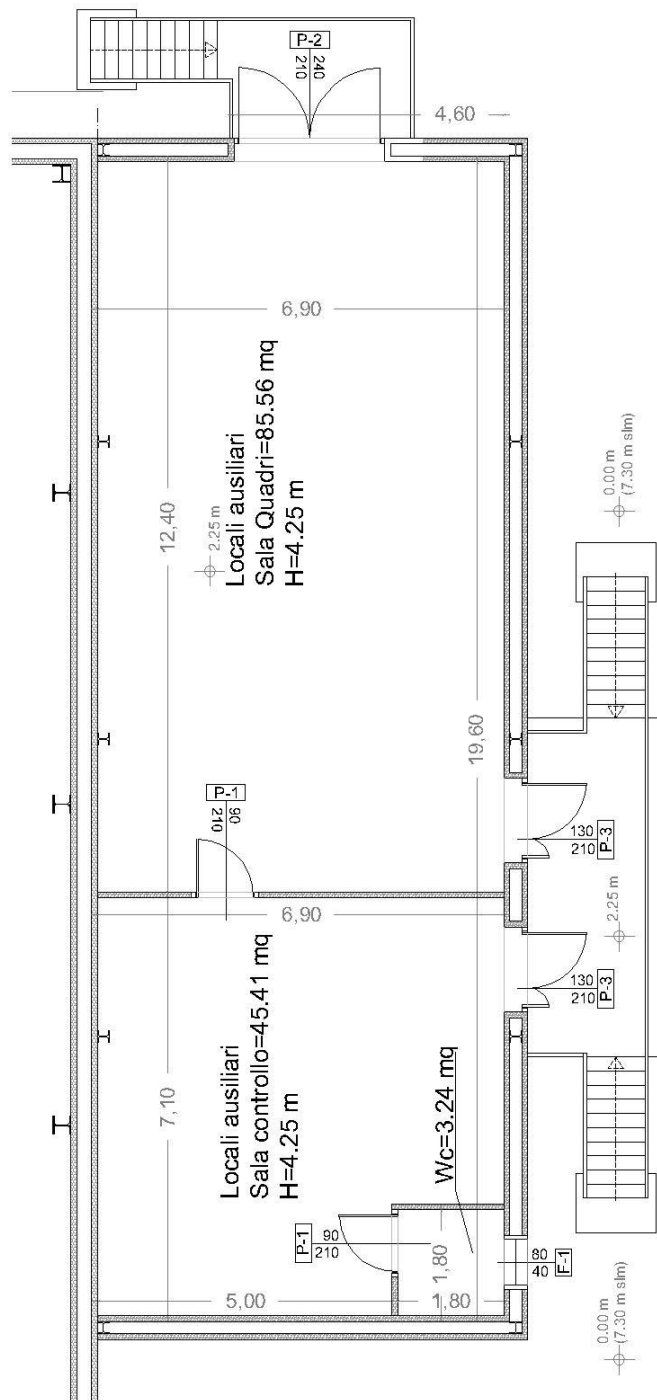 P-2
240
210
4,60
6,90
Locali ausiliari
Sala Quadri=85.56 mq
H=4.25 m
12,40
2.25 m
0.00 m
(7.30 m slm)
19,60
P-1
90
210
130
210
P-3
6,90
2.25 m
130
210
P-3
Locali ausiliari
Sala controllo=45.41 mq
H=4.25 m
7,10
Wc=3.24 mq
P-1
90
210
1,80
80
40
F-1
5,00
1,80
0.00 m
(7.30 m slm)